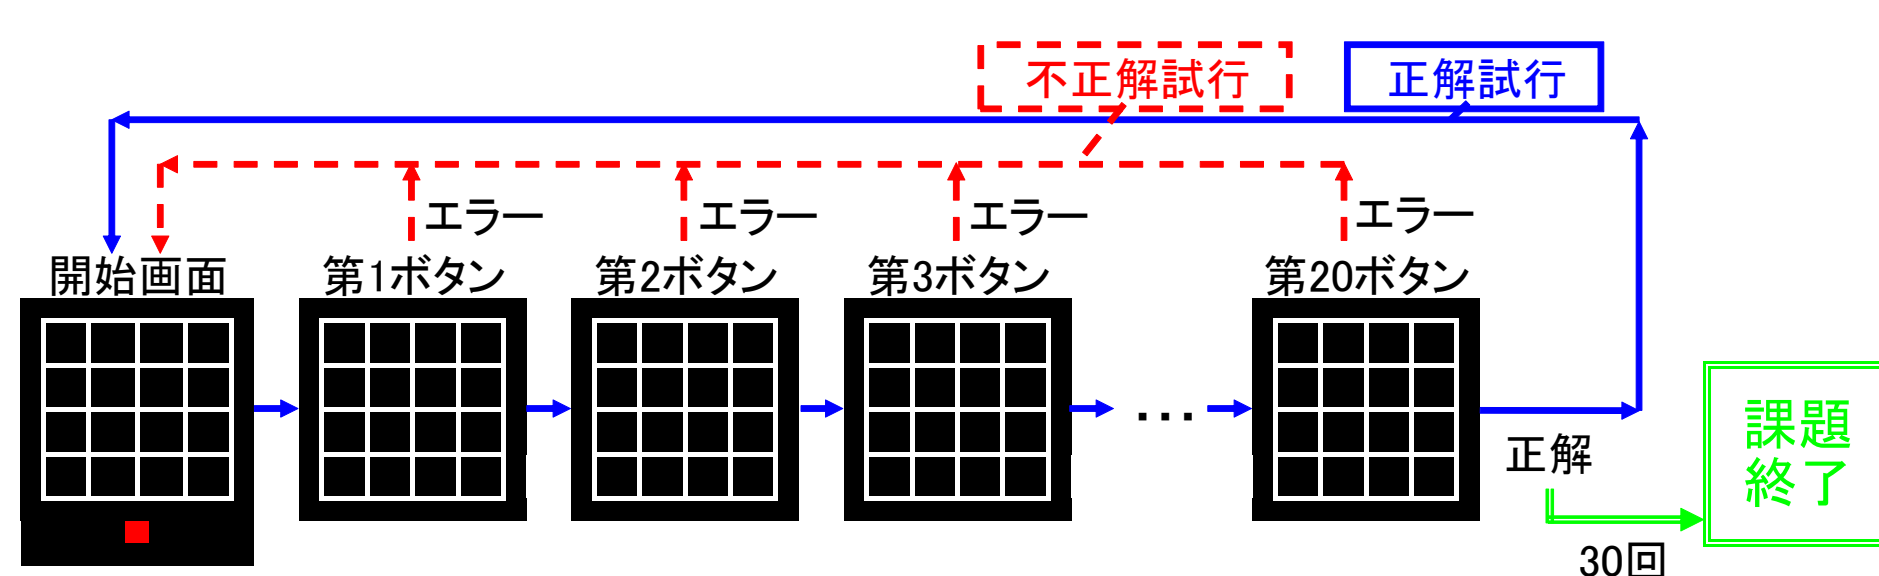 不正解試行
正解試行
エラー
エラー
エラー
エラー
開始画面
第1ボタン
第2ボタン
第3ボタン
第20ボタン
...
正解
課題
終了
30回